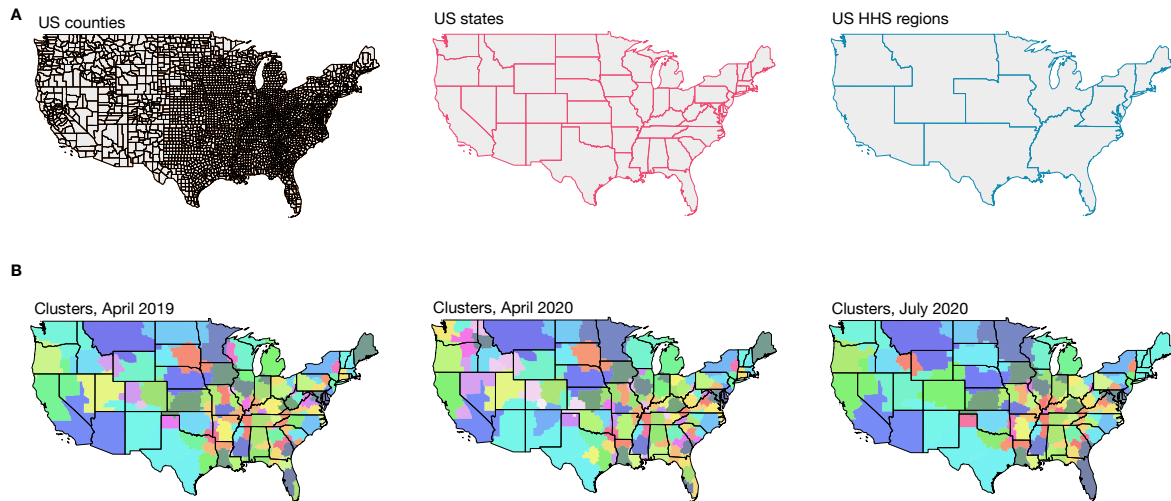 A
US counties
US states
US HHS regions
B
Clusters, April 2019
Clusters, April 2020
Clusters, July 2020